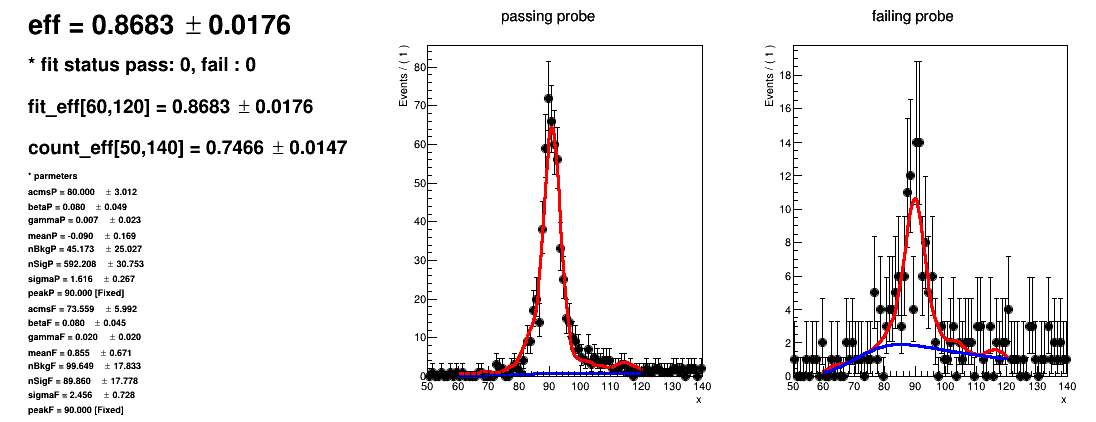 eff = 0.8683 ± 0.0176
* fit status pass: 0, fail : 0
fit_eff[60,120] = 0.8683 ± 0.0176
count_eff[50,140] = 0.7466 ± 0.0147
* parmeters
acmsP = 80.000 ± 3.012
betaP = 0.080 ± 0.049
gammaP = 0.007 ± 0.023
meanP = -0.090 ± 0.169
nBkgP = 45.173 ± 25.027
nSigP = 592.208 ± 30.753
sigmaP = 1.616 ± 0.267
peakP = 90.000 [Fixed]
acmsF = 73.559 ± 5.992
betaF = 0.080 ± 0.045
gammaF = 0.020 ± 0.020
meanF = 0.855 ± 0.671
nBkgF = 99.649 ± 17.833
nSigF = 89.860 ± 17.778
sigmaF = 2.456 ± 0.728
peakF = 90.000 [Fixed]
passing probe
Events / ( 1 )
80
70
60
50
40
30
20
10
0
50 60 70 80 90 100 110 120 130 140
x
failing probe
Events / ( 1 )
18
16
14
12
10
8
6
4
2
0
50 60 70 80 90 100 110 120 130 140
x